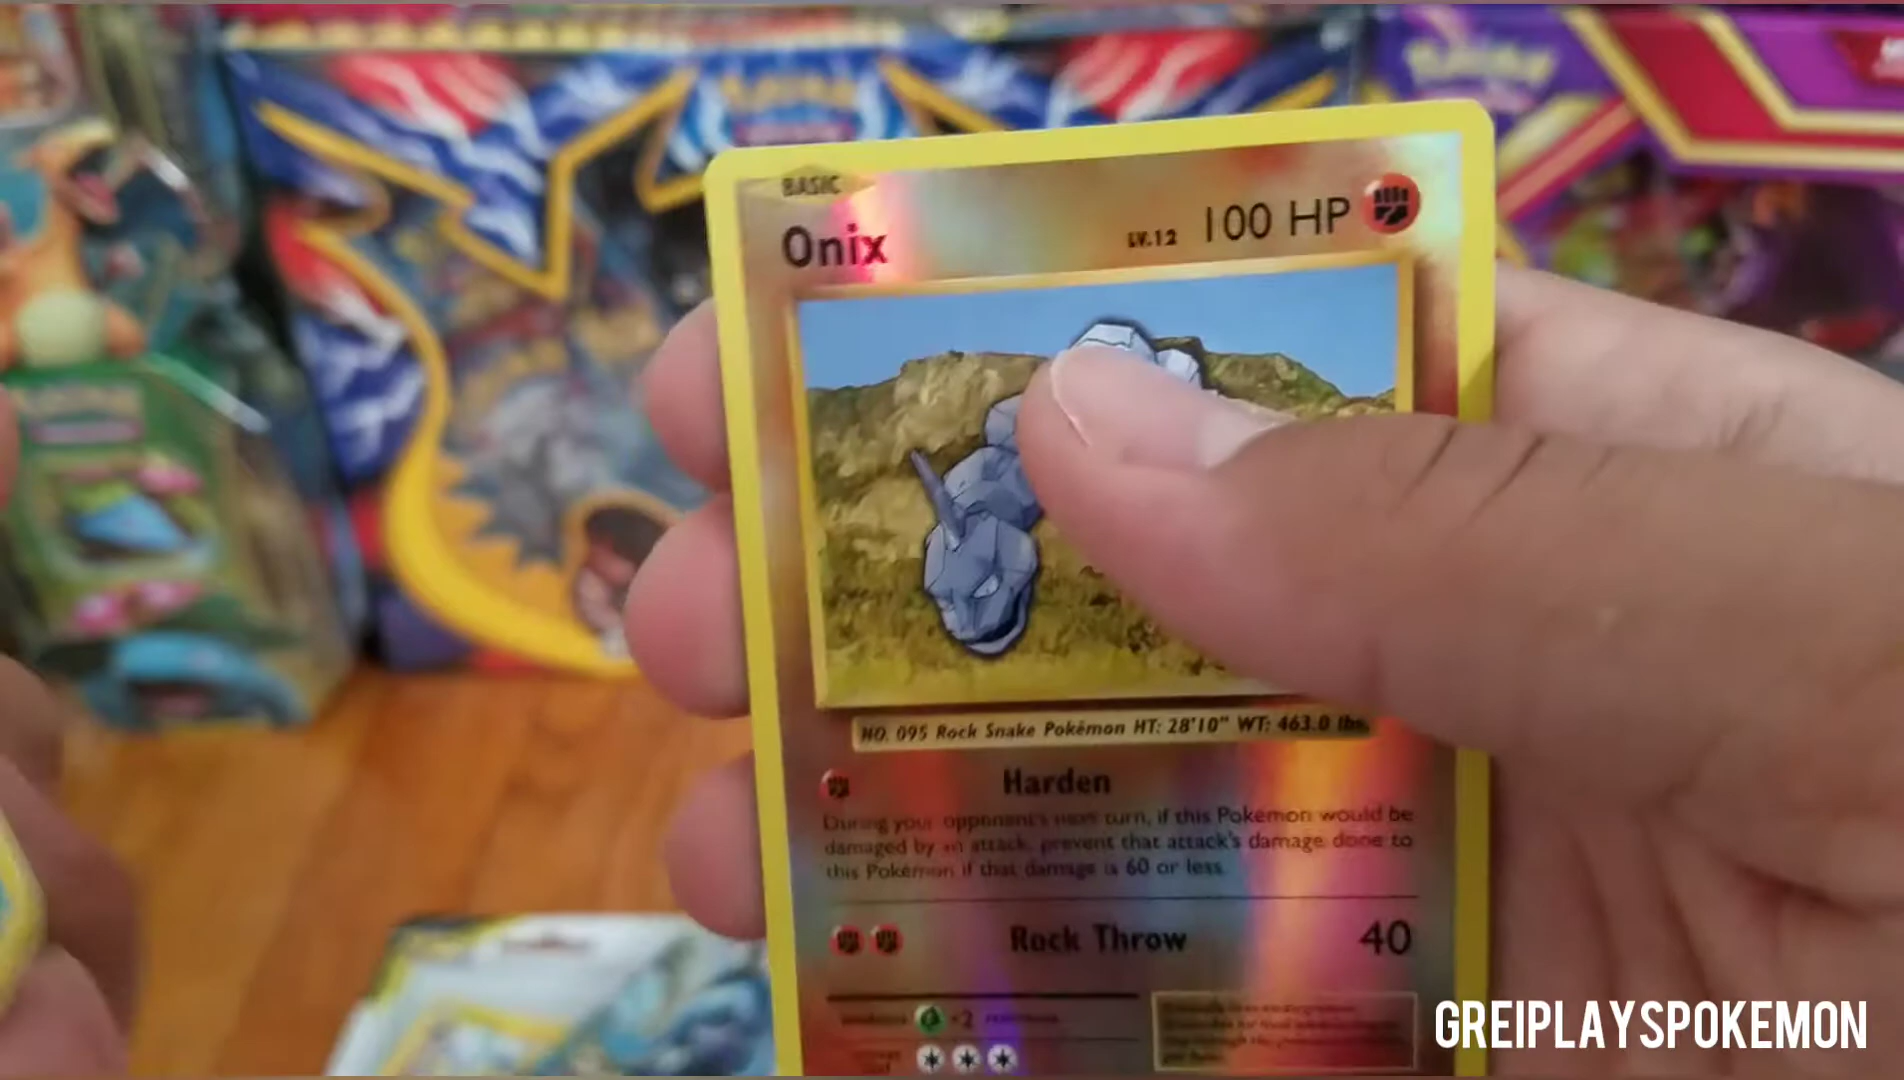 BASIC
Onix LV.12 100 HP
NO. 095 Rock Snake Pokémon HT: 28'10" WT: 463.0 lbs.
Harden
During your opponent's next turn, if this Pokémon would be
damaged by an attack, prevent that attack's damage done to
this Pokémon if that damage is 60 or less.
Rock Throw 40
×2
GREIPLAYSPOKEMON